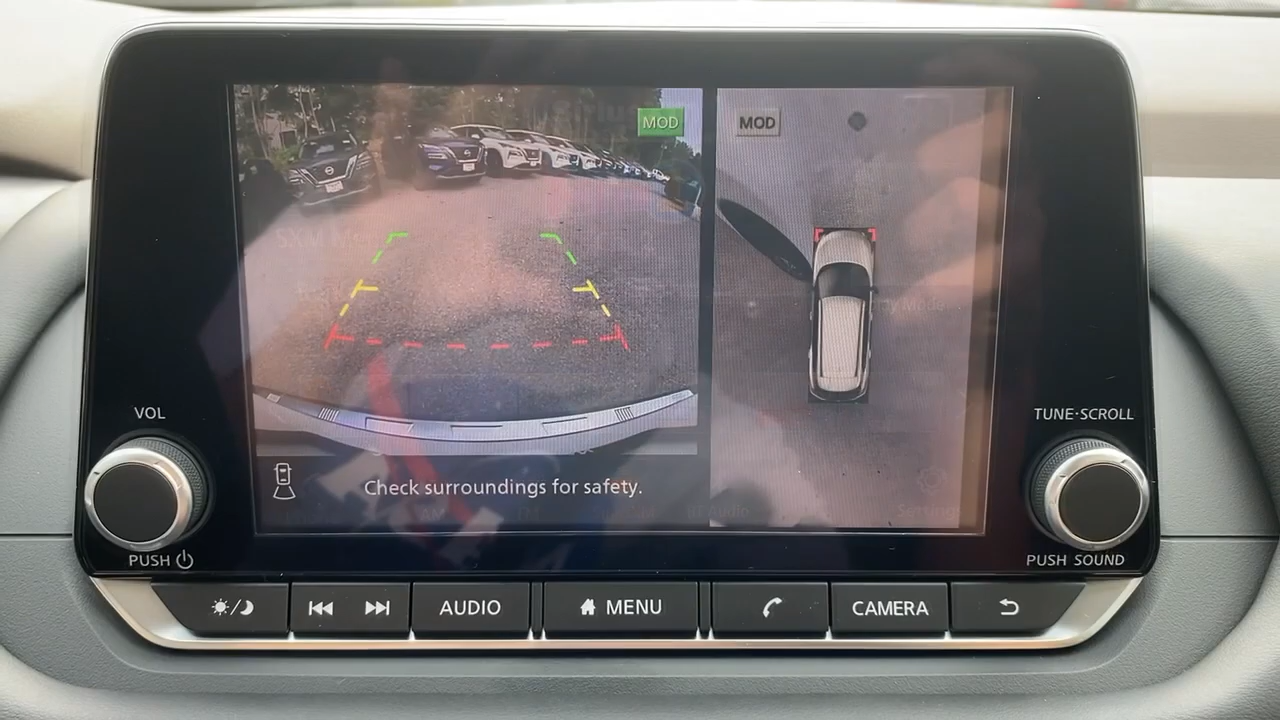 MOD
MOD
VOL
TUNE·SCROLL
Check surroundings for safety.
PUSH
PUSH SOUND
AUDIO
MENU
CAMERA